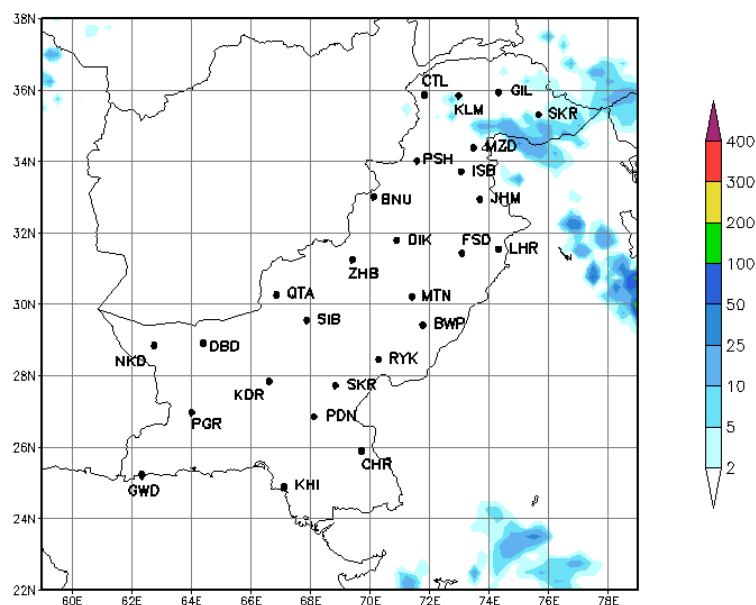 38N
36N
34N
32N
30N
28N
26N
24N
22N
60E 62E 64E 66E 68E 70E 72E 74E 76E 78E
CTL
KLM
GIL
SKR
MZD
PSH
ISB
BNU
JHM
DIK
FSD
LHR
ZHB
QTA
MTN
SIB
BWP
NKD
DBD
RYK
KDR
SKR
PGR
PDN
CHR
GWD
KHI
400
300
200
100
50
25
10
5
2